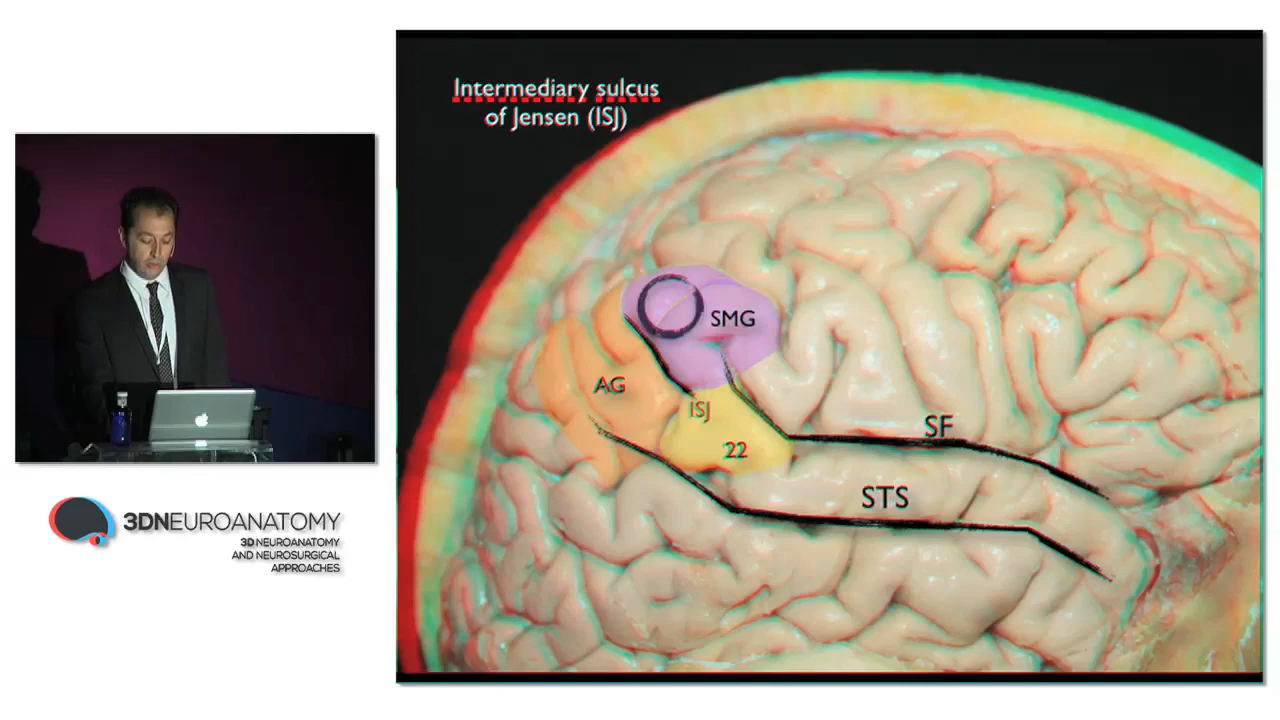 Intermediary sulcus
of Jensen (ISJ)
SMG
AG
ISJ
22
SF
STS
3DNEUROANATOMY
3D NEUROANATOMY
AND NEUROSURGICAL
APPROACHES